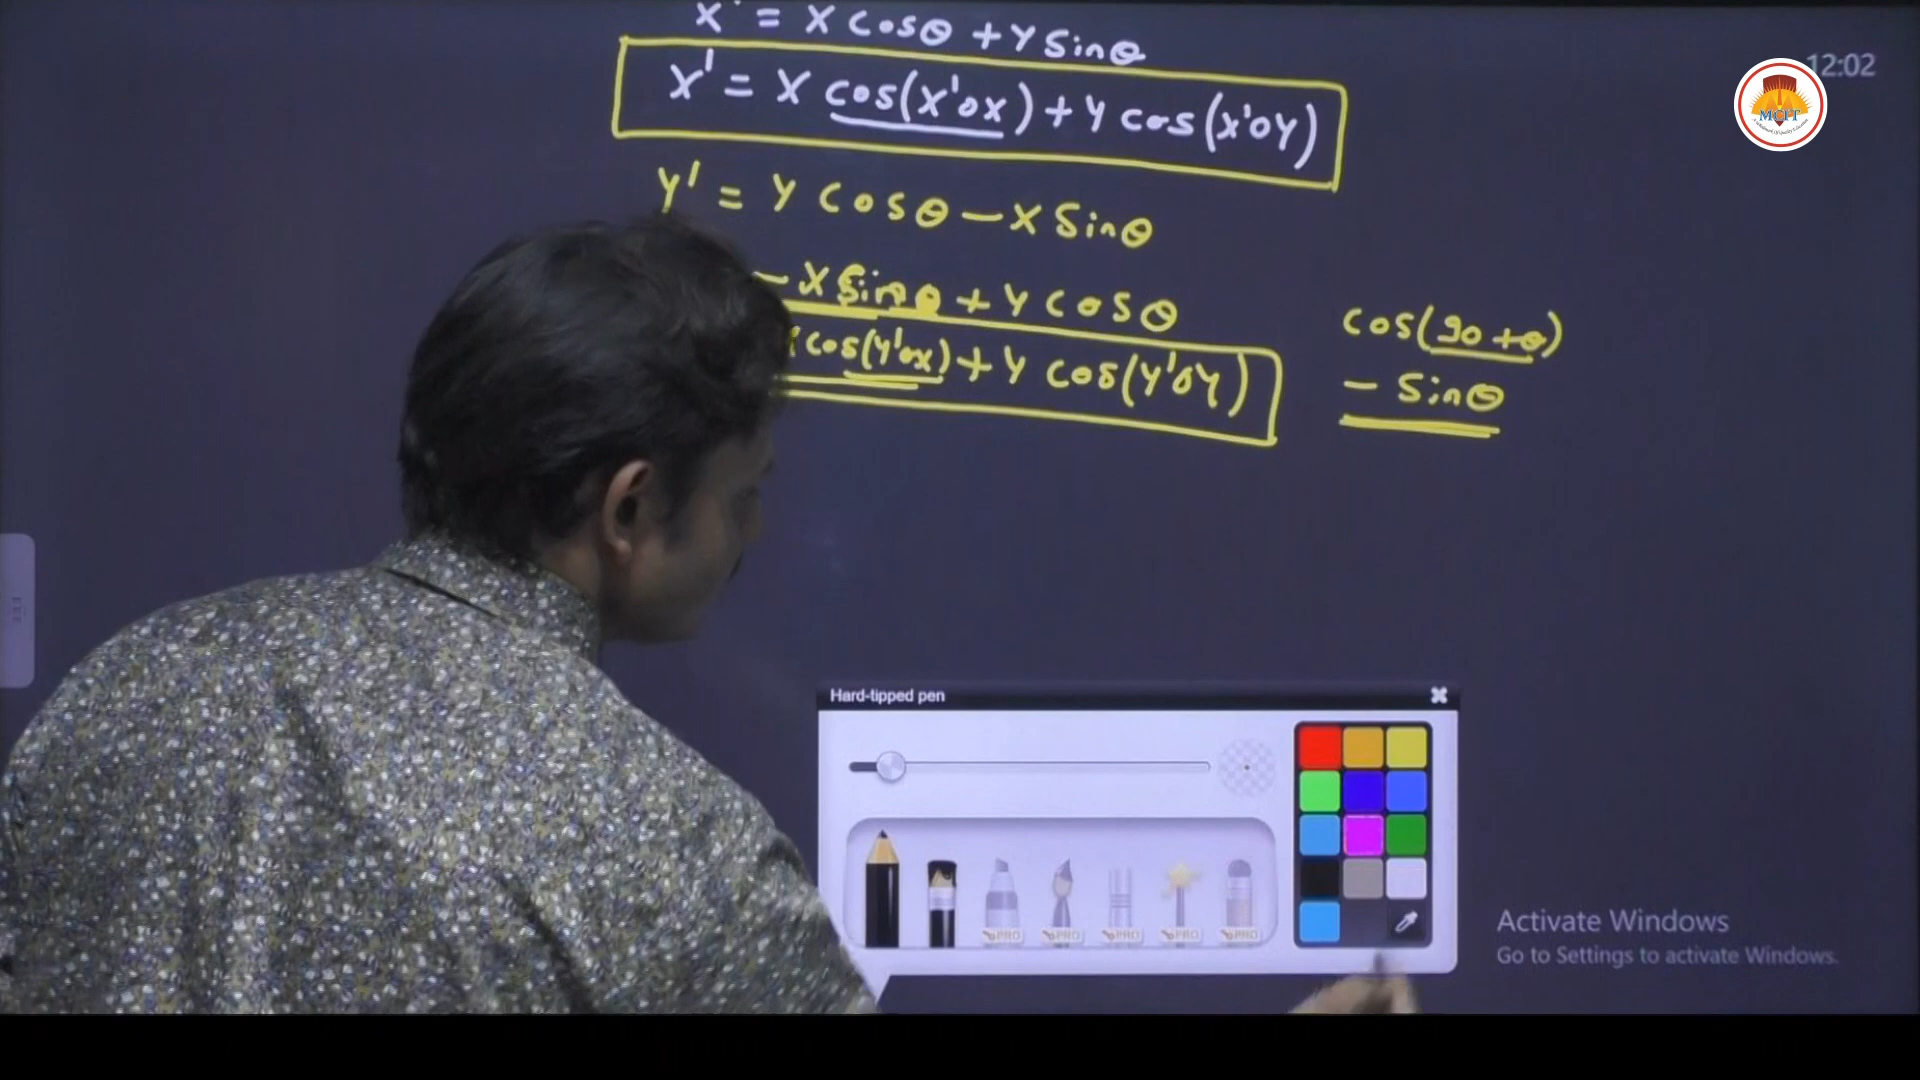 x' = x cosθ + y sinθ
12:02
x' = x cos(x'ox) + y cos(x'oy)
MCIT
y' = y cosθ – x sinθ
– x sinθ + y cosθ
cos(90 + θ)
cos(y'ox) + y cos(y'oy)
– sinθ
Hard-tipped pen
PRO PRO PRO PRO PRO
Activate Windows
Go to Settings to activate Windows.